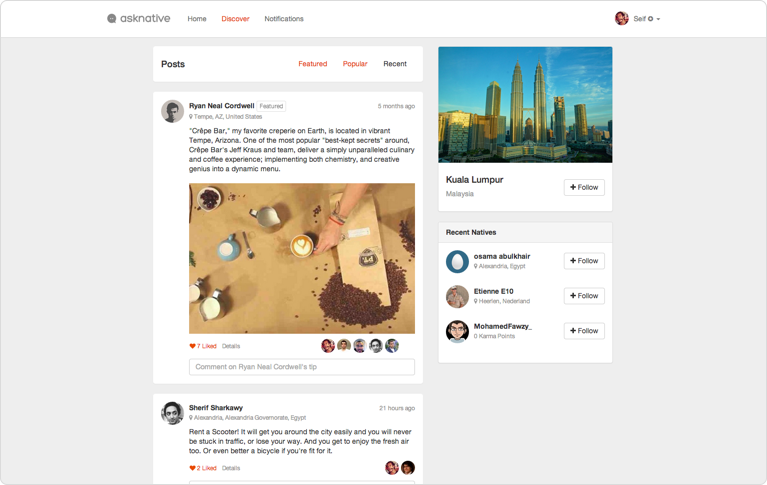 asknative Home Discover Notifications Seif
Posts Featured Popular Recent
Ryan Neal Cordwell Featured 5 months ago
Tempe, AZ, United States
"Crêpe Bar," my favorite creperie on Earth, is located in vibrant
Tempe, Arizona. One of the most popular "best-kept secrets" around,
Crêpe Bar's Jeff Kraus and team, deliver a simply unparalleled culinary
and coffee experience; implementing both chemistry, and creative
genius into a dynamic menu.
7 Liked Details
Comment on Ryan Neal Cordwell's tip
Sherif Sharkawy 21 hours ago
Alexandria, Alexandria Governorate, Egypt
Rent a Scooter! It will get you around the city easily and you will never
be stuck in traffic, or lose your way. And you get to enjoy the fresh air
too. Or even better a bicycle if you're fit for it.
2 Liked Details
Kuala Lumpur
Malaysia
+ Follow
Recent Natives
osama abulkhair
Alexandria, Egypt
+ Follow
Etienne E10
Heerlen, Nederland
+ Follow
MohamedFawzy_
0 Karma Points
+ Follow